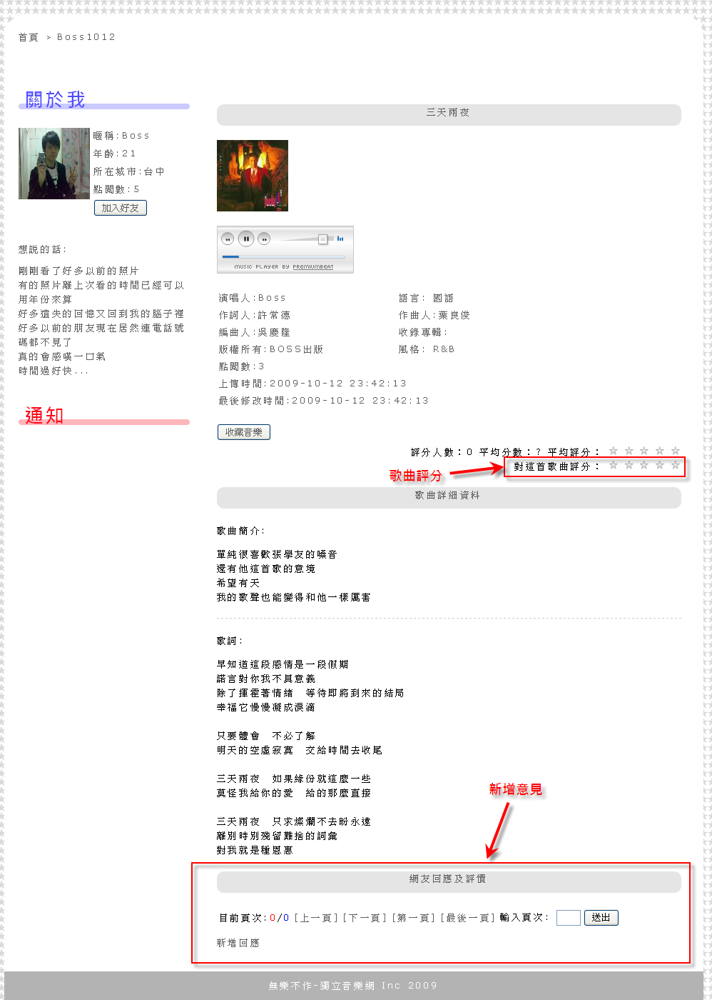 首頁 > Boss1012
關於我
暱稱:Boss
年齡:21
所在城市:台中
點閱數:5
加入好友
想說的話:
剛剛看了好多以前的照片
有的照片離上次看的時間已經可以
用年份來算
好多遺失的回憶又回到我的腦子裡
好多以前的朋友現在居然連電話號
碼都不見了
真的會感嘆一口氣
時間過好快...
通知
三天兩夜
MUSIC PLAYER BY PREMIUMBEAT
演唱人:Boss 語言: 國語
作詞人:許常德 作曲人:葉良俊
編曲人:吳慶隆 收錄專輯:
版權所有:BOSS出版 風格: R&B
點閱數:3
上傳時間:2009-10-12 23:42:13
最後修改時間:2009-10-12 23:42:13
收藏音樂
評分人數：0 平均分數：? 平均評分：
對這首歌曲評分：
歌曲評分
歌曲詳細資料
歌曲簡介:
單純很喜歡張學友的嗓音
還有他這首歌的意境
希望有天
我的歌聲也能變得和他一樣厲害
歌詞:
早知道這段感情是一段假期
諾言對你我不具意義
除了揮霍著情緒　等待即將到來的結局
幸福它慢慢凝成淚滴
只要體會　不必了解
明天的空虛寂寞　交給時間去收尾
三天兩夜　如果緣份就這麼一些
莫怪我給你的愛　給的那麼直接
三天兩夜　只求燦爛不去盼永遠
離別時別殘留難捨的詞彙
對我就是種恩惠
新增意見
網友回應及評價
目前頁次:0/0 [上一頁][下一頁][第一頁][最後一頁] 輸入頁次: 送出
新增回應
無樂不作-獨立音樂網 Inc 2009